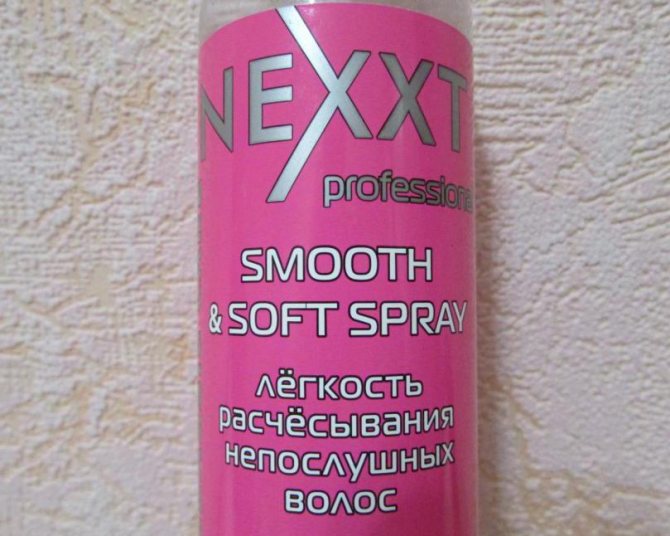 NEXXT
professional
SMOOTH
& SOFT SPRAY
лёгкость
расчёсывания
непослушных
волос